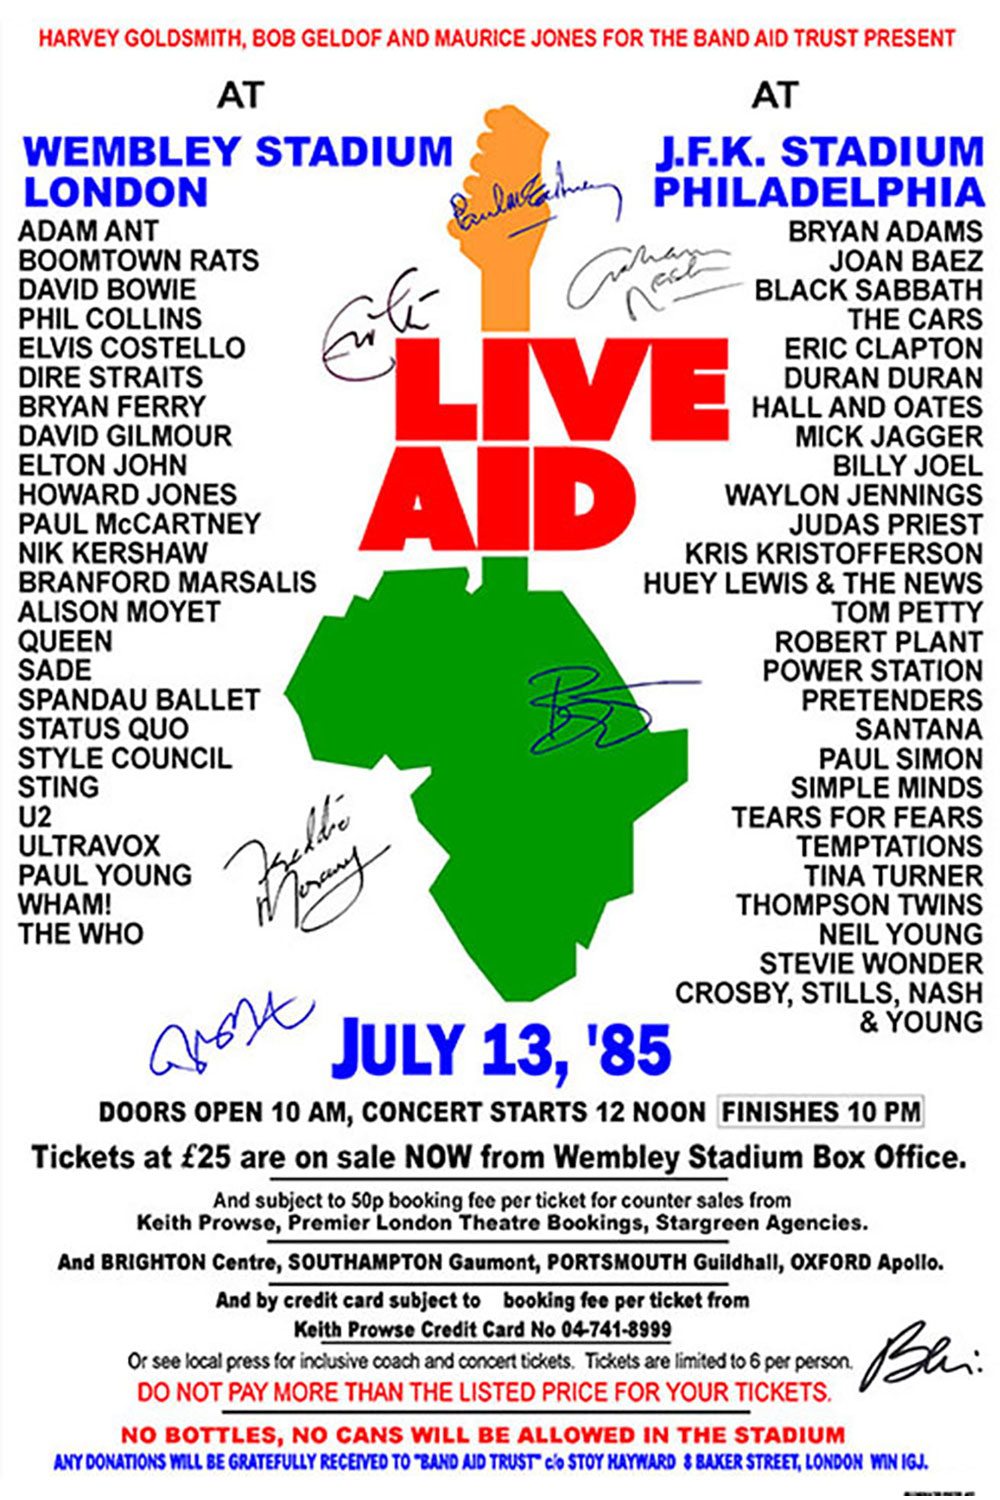 HARVEY GOLDSMITH, BOB GELDOF AND MAURICE JONES FOR THE BAND AID TRUST PRESENT
AT
WEMBLEY STADIUM
LONDON
ADAM ANT
BOOMTOWN RATS
DAVID BOWIE
PHIL COLLINS
ELVIS COSTELLO
DIRE STRAITS
BRYAN FERRY
DAVID GILMOUR
ELTON JOHN
HOWARD JONES
PAUL McCARTNEY
NIK KERSHAW
BRANFORD MARSALIS
ALISON MOYET
QUEEN
SADE
SPANDAU BALLET
STATUS QUO
STYLE COUNCIL
STING
U2
ULTRAVOX
PAUL YOUNG
WHAM!
THE WHO
AT
J.F.K. STADIUM
PHILADELPHIA
BRYAN ADAMS
JOAN BAEZ
BLACK SABBATH
THE CARS
ERIC CLAPTON
DURAN DURAN
HALL AND OATES
MICK JAGGER
BILLY JOEL
WAYLON JENNINGS
JUDAS PRIEST
KRIS KRISTOFFERSON
HUEY LEWIS & THE NEWS
TOM PETTY
ROBERT PLANT
POWER STATION
PRETENDERS
SANTANA
PAUL SIMON
SIMPLE MINDS
TEARS FOR FEARS
TEMPTATIONS
TINA TURNER
THOMPSON TWINS
NEIL YOUNG
STEVIE WONDER
CROSBY, STILLS, NASH
& YOUNG
Paul McCartney
Graham
Nash
LIVE
AID
Freddie
Mercury
JULY 13, '85
DOORS OPEN 10 AM, CONCERT STARTS 12 NOON FINISHES 10 PM
Tickets at £25 are on sale NOW from Wembley Stadium Box Office.
And subject to 50p booking fee per ticket for counter sales from
Keith Prowse, Premier London Theatre Bookings, Stargreen Agencies.
And BRIGHTON Centre, SOUTHAMPTON Gaumont, PORTSMOUTH Guildhall, OXFORD Apollo.
And by credit card subject to booking fee per ticket from
Keith Prowse Credit Card No 04-741-8999
Or see local press for inclusive coach and concert tickets. Tickets are limited to 6 per person.
DO NOT PAY MORE THAN THE LISTED PRICE FOR YOUR TICKETS.
NO BOTTLES, NO CANS WILL BE ALLOWED IN THE STADIUM
ANY DONATIONS WILL BE GRATEFULLY RECEIVED TO "BAND AID TRUST" c/o STOY HAYWARD 8 BAKER STREET, LONDON WIN IGJ.